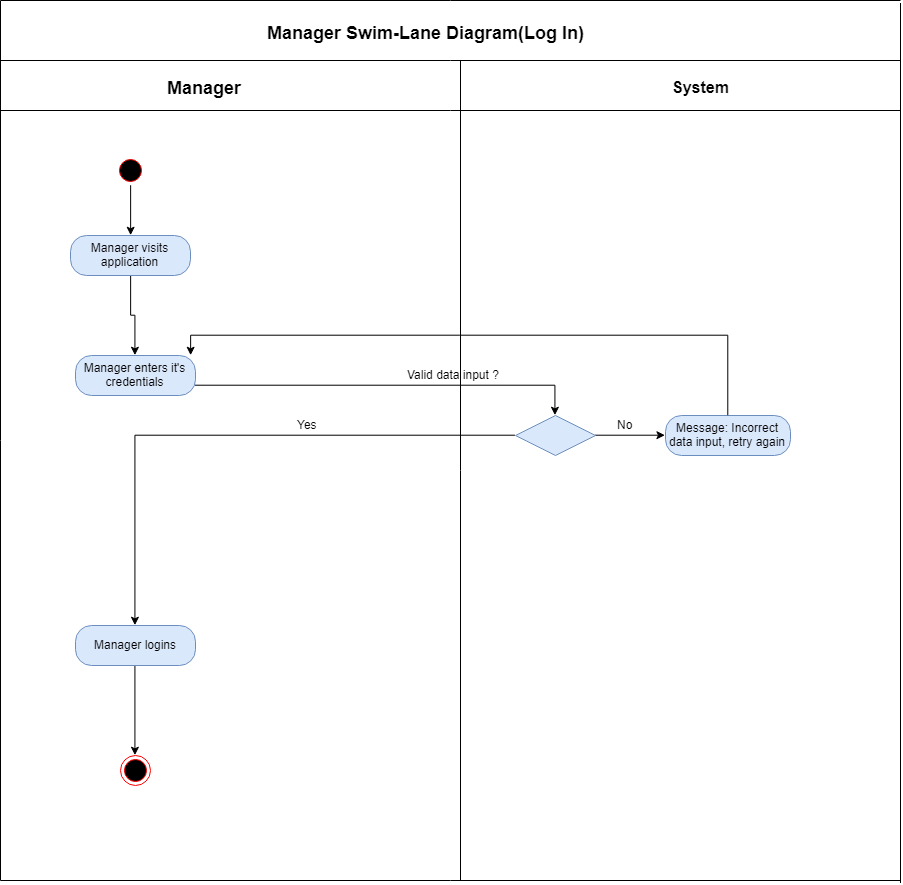 Manager Swim-Lane Diagram(Log In)
Manager
System
Manager visits
application
Manager enters it's
credentials
Valid data input ?
Yes
No
Message: Incorrect
data input, retry again
Manager logins